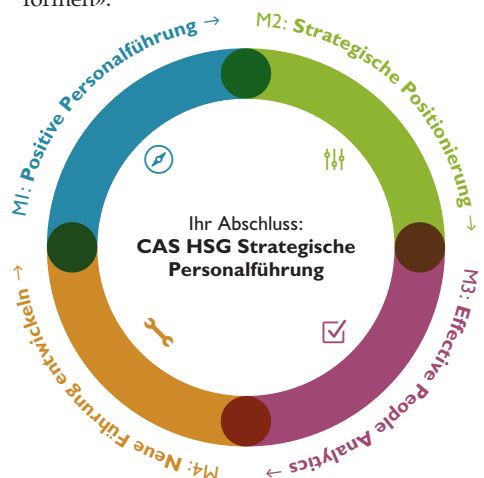 formen».
M1: Positive Personalführung →
M2: Strategische Positionierung →
M3: Effective People Analytics →
M4: Neue Führung entwickeln →
Ihr Abschluss:
CAS HSG Strategische
Personalführung